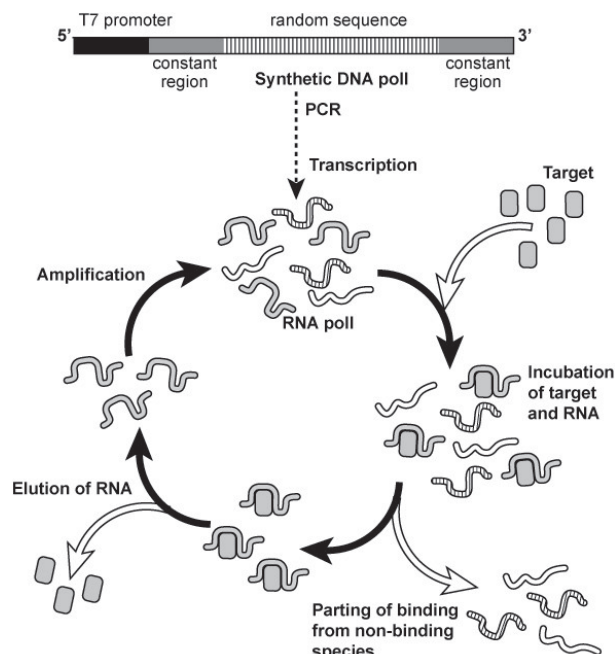 T7 promoter
random sequence
5’
3’
constant
region
constant
region
Synthetic DNA poll
PCR
Transcription
Target
Amplification
RNA poll
Incubation
of target
and RNA
Elution of RNA
Parting of binding
from non-binding
species